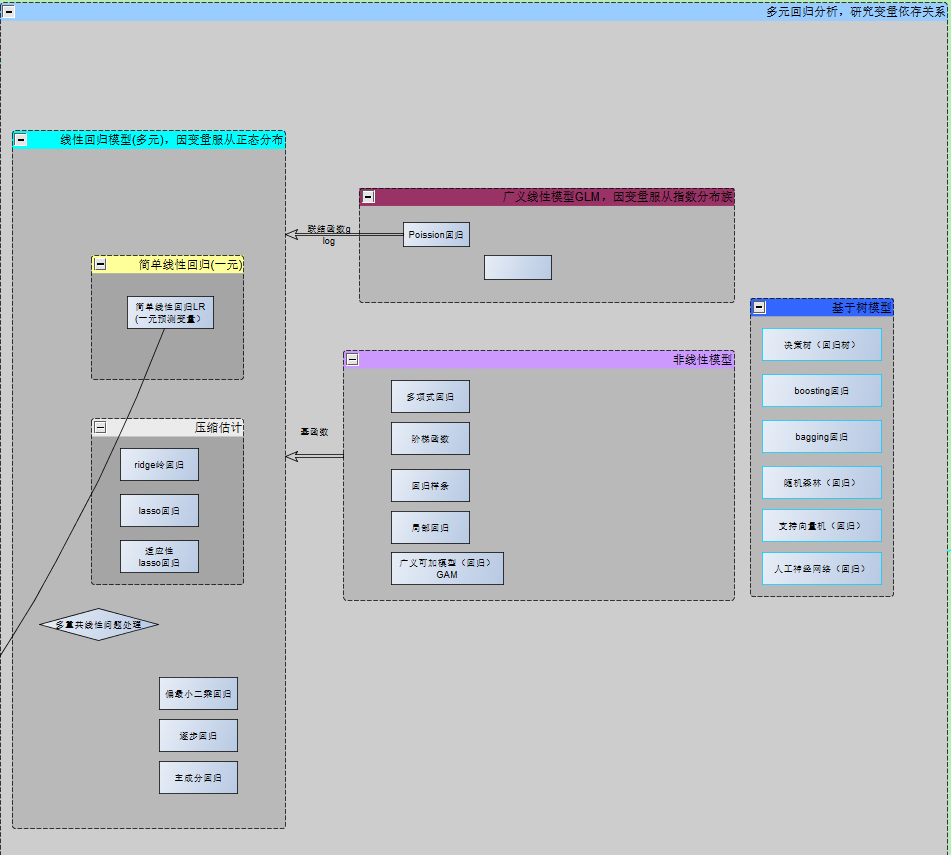 多元回归分析，研究变量依存关系
线性回归模型(多元)，因变量服从正态分布
简单线性回归(一元)
简单线性回归LR
(一元预测变量）
压缩估计
ridge岭回归
lasso回归
适应性
lasso回归
多重共线性问题处理
偏最小二乘回归
逐步回归
主成分回归
联结函数g
log
广义线性模型GLM，因变量服从指数分布族
Poission回归
基函数
非线性模型
多项式回归
阶梯函数
回归样条
局部回归
广义可加模型（回归）
GAM
基于树模型
决策树（回归树）
boosting回归
bagging回归
随机森林（回归）
支持向量机（回归）
人工神经网络（回归）